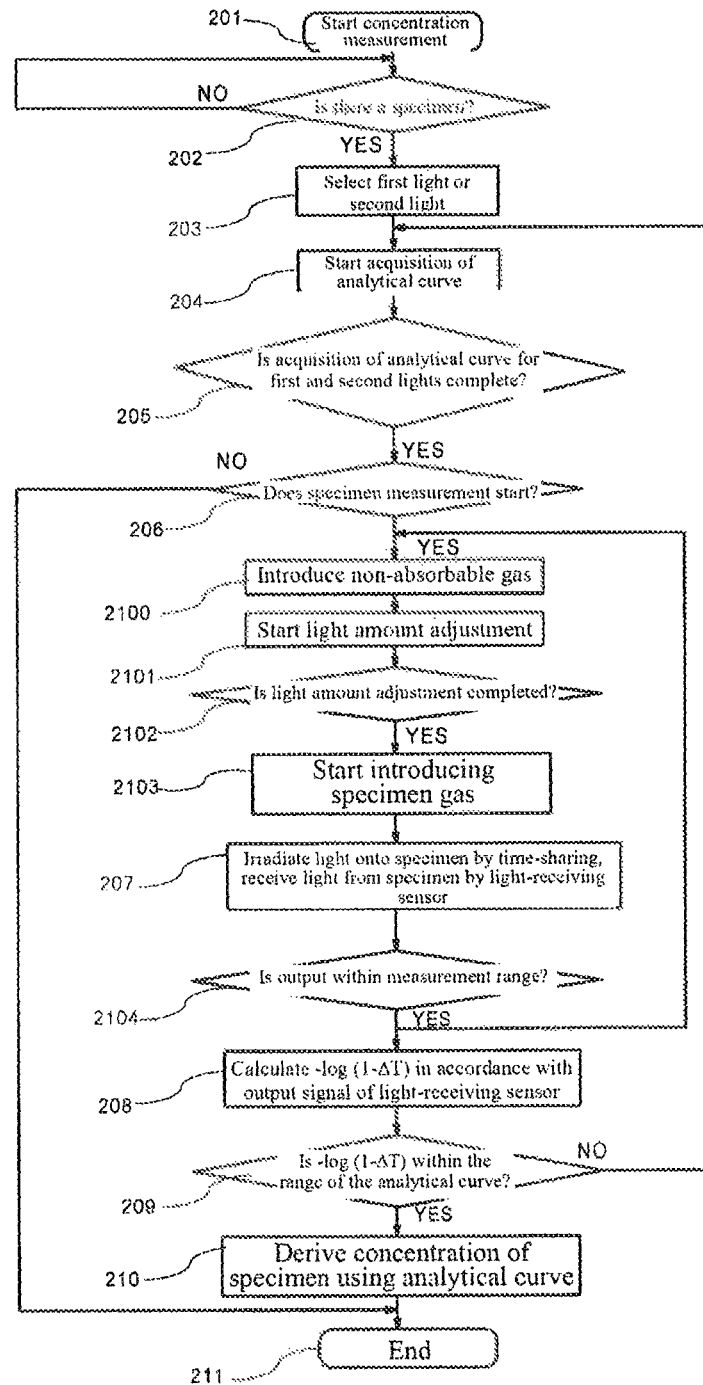 201
Start concentration
measurement
NO
Is there a specimen?
202
YES
Select first light or
second light
203
Start acquisition of
analytical curve
204
Is acquisition of analytical curve for
first and second lights complete?
205
YES
NO
Does specimen measurement start?
206
YES
Introduce non-absorbable gas
2100
Start light amount adjustment
2101
Is light amount adjustment completed?
2102
YES
Start introducing
specimen gas
2103
Irradiate light onto specimen by time-sharing,
receive light from specimen by light-receiving
sensor
207
Is output within measurement range?
2104
YES
Calculate -log (1-ΔT) in accordance with
output signal of light-receiving sensor
208
Is -log (1-ΔT) within the
range of the analytical curve?
NO
209
YES
Derive concentration of
specimen using analytical curve
210
End
211